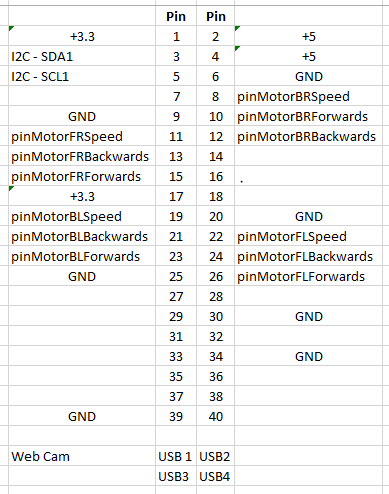 Pin Pin
+3.3 1 2 +5
I2C - SDA1 3 4 +5
I2C - SCL1 5 6 GND
7 8 pinMotorBRSpeed
GND 9 10 pinMotorBRForwards
pinMotorFRSpeed 11 12 pinMotorBRBackwards
pinMotorFRBackwards 13 14
pinMotorFRForwards 15 16 .
+3.3 17 18
pinMotorBLSpeed 19 20 GND
pinMotorBLBackwards 21 22 pinMotorFLSpeed
pinMotorBLForwards 23 24 pinMotorFLBackwards
GND 25 26 pinMotorFLForwards
27 28
29 30 GND
31 32
33 34 GND
35 36
37 38
GND 39 40
Web Cam USB 1 USB2
USB3 USB4